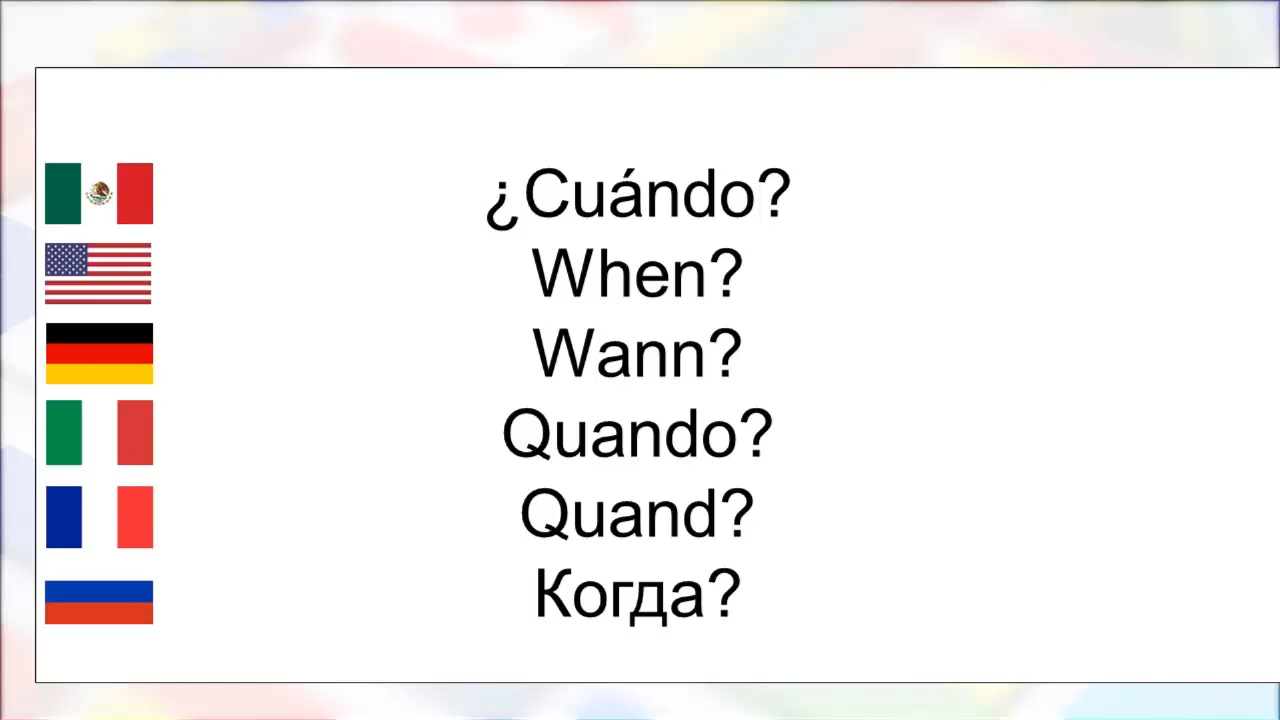 ¿Cuándo?
When?
Wann?
Quando?
Quand?
Когда?